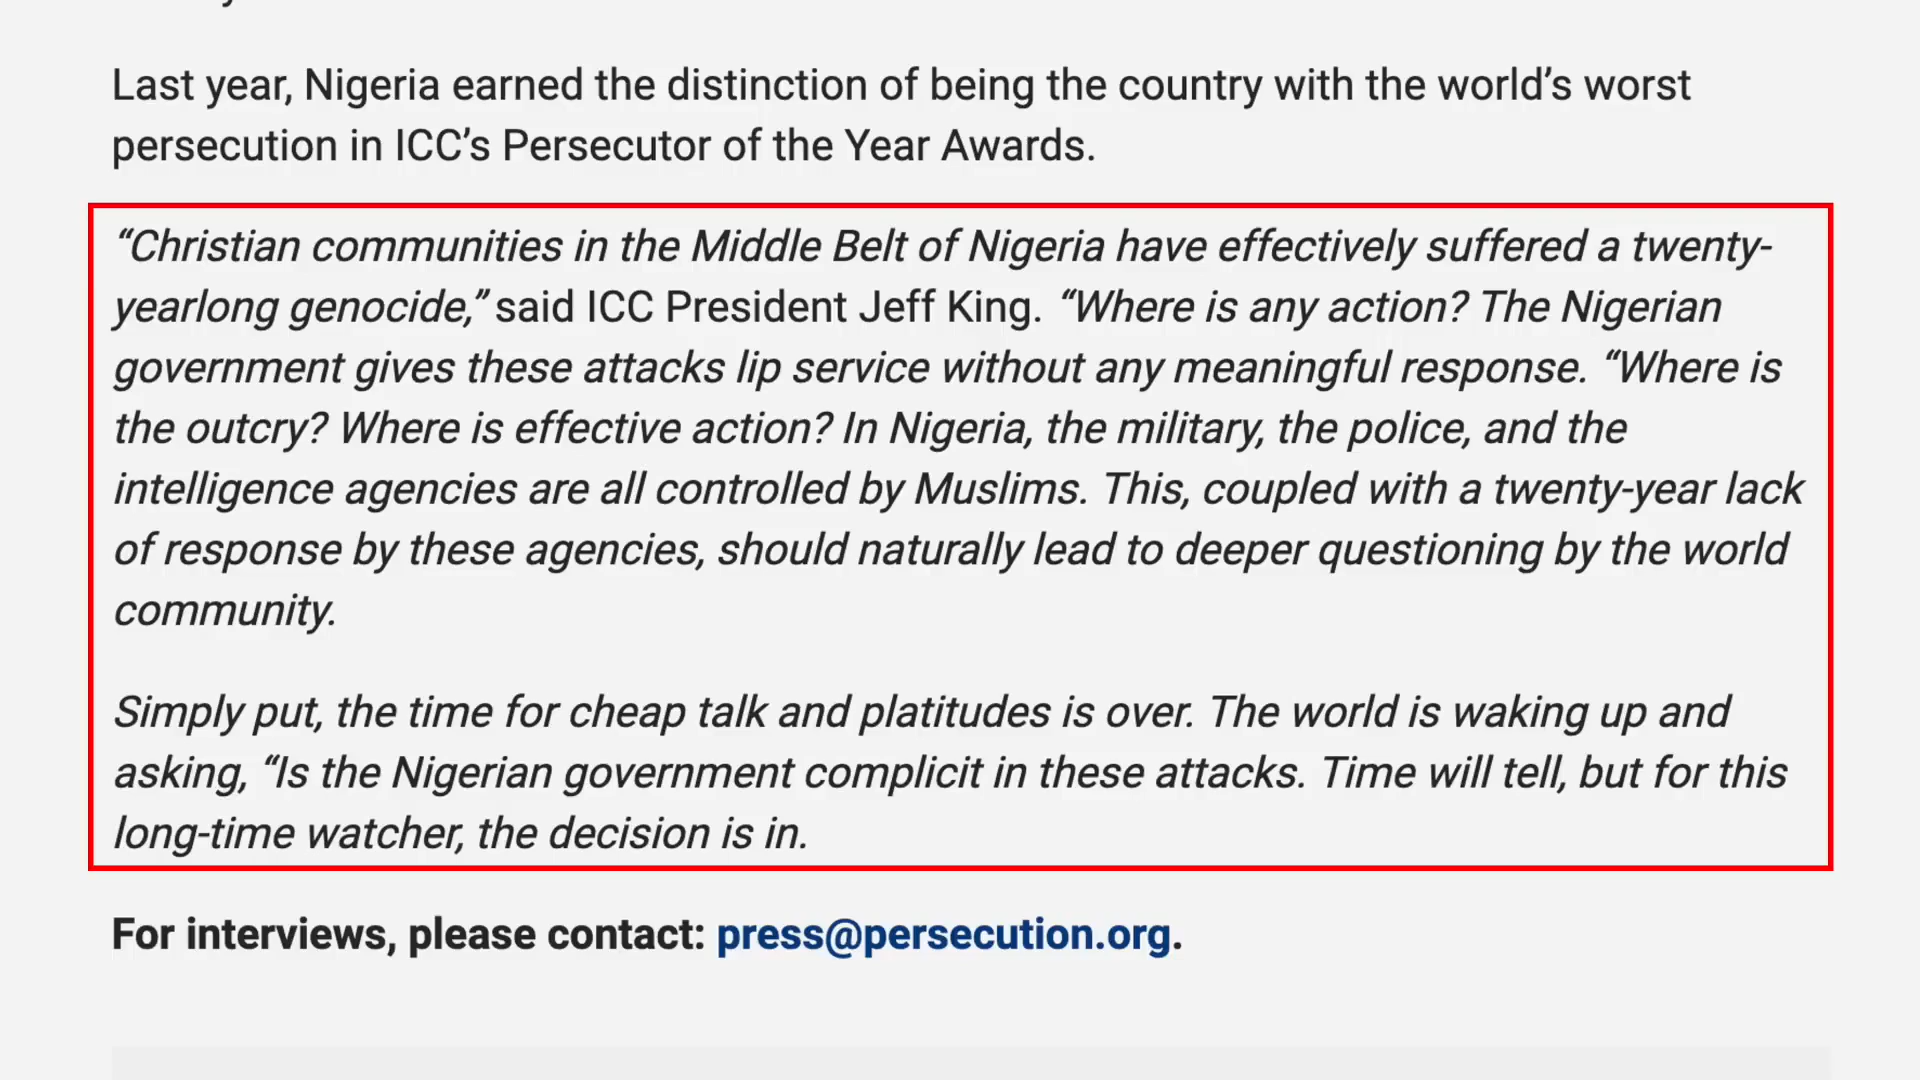 Last year, Nigeria earned the distinction of being the country with the world’s worst
persecution in ICC’s Persecutor of the Year Awards.
“Christian communities in the Middle Belt of Nigeria have effectively suffered a twenty-
yearlong genocide,” said ICC President Jeff King. “Where is any action? The Nigerian
government gives these attacks lip service without any meaningful response. “Where is
the outcry? Where is effective action? In Nigeria, the military, the police, and the
intelligence agencies are all controlled by Muslims. This, coupled with a twenty-year lack
of response by these agencies, should naturally lead to deeper questioning by the world
community.
Simply put, the time for cheap talk and platitudes is over. The world is waking up and
asking, “Is the Nigerian government complicit in these attacks. Time will tell, but for this
long-time watcher, the decision is in.
For interviews, please contact: press@persecution.org.